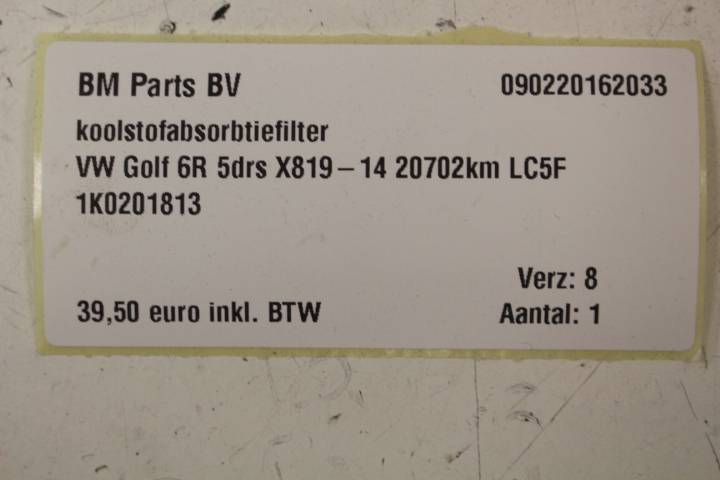 BM Parts BV 090220162033
koolstofabsorbtiefilter
VW Golf 6R 5drs X819-14 20702km LC5F
1K0201813
Verz: 8
39,50 euro inkl. BTW Aantal: 1